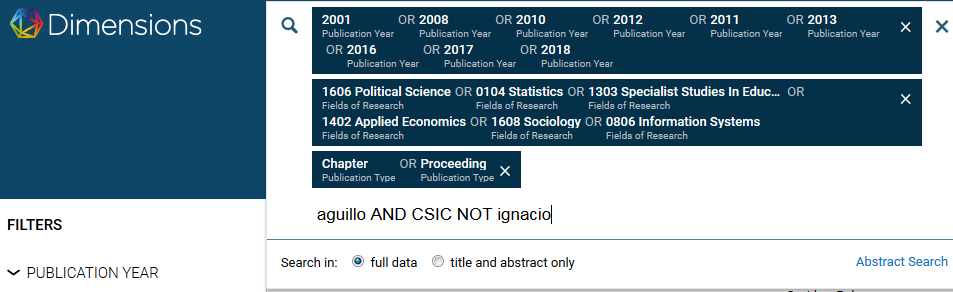 Dimensions
2001 OR 2008 OR 2010 OR 2012 OR 2011 OR 2013
Publication Year Publication Year Publication Year Publication Year Publication Year Publication Year
OR 2016 OR 2017 OR 2018
Publication Year Publication Year Publication Year
1606 Political Science OR 0104 Statistics OR 1303 Specialist Studies In Educ... OR
Fields of Research Fields of Research Fields of Research
1402 Applied Economics OR 1608 Sociology OR 0806 Information Systems
Fields of Research Fields of Research Fields of Research
Chapter OR Proceeding
Publication Type Publication Type
aguillo AND CSIC NOT ignacio
FILTERS
Search in: full data title and abstract only Abstract Search
PUBLICATION YEAR